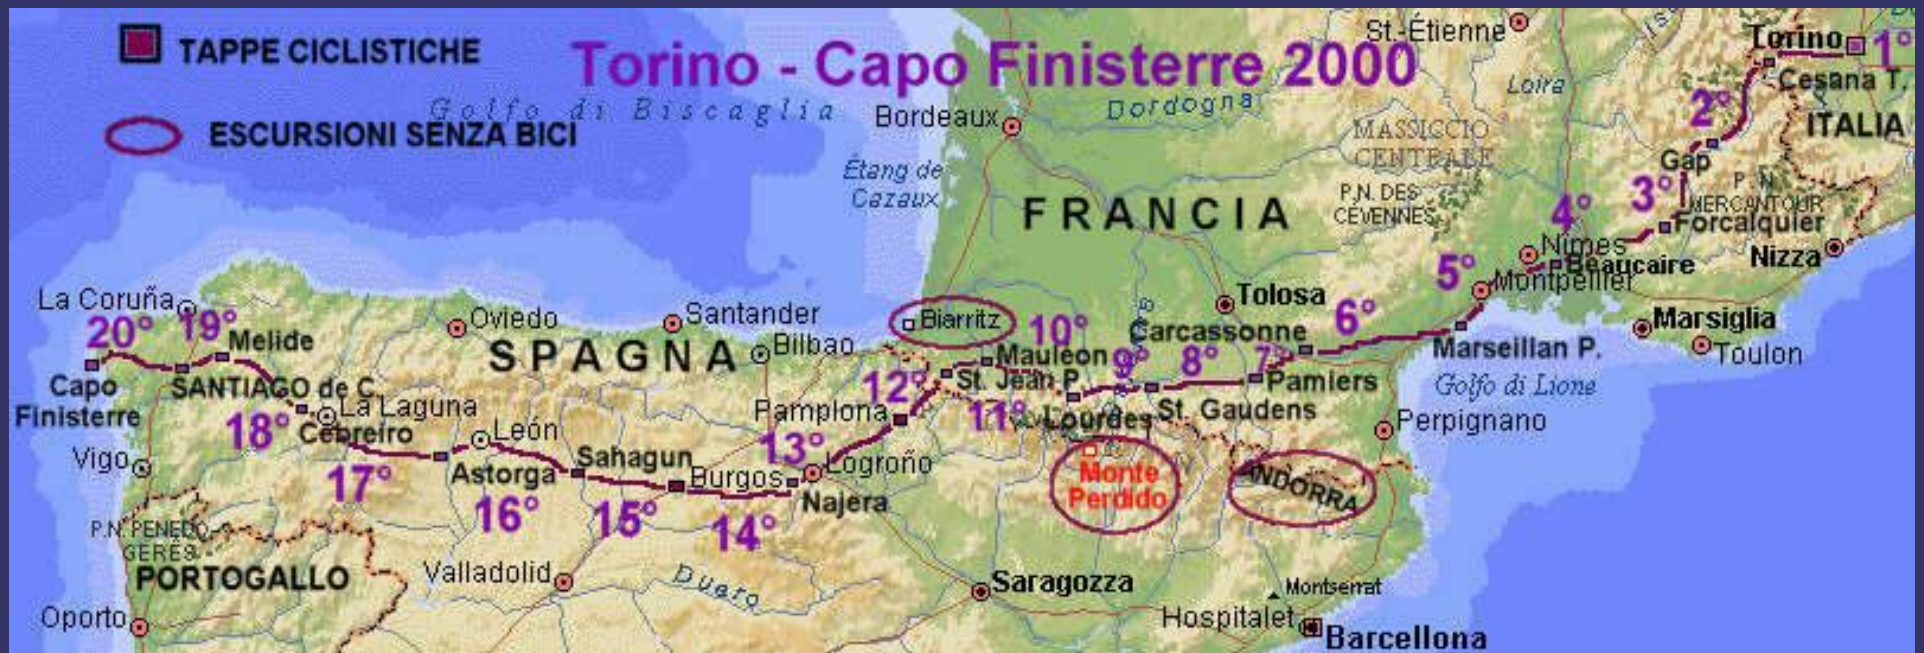 TAPPE CICLISTICHE
Torino - Capo Finisterre 2000
St.-Étienne
Torino
1°
Cesana T.
Loira
Golfo di Biscaglia
Dordogna
Bordeaux
2°
ESCURSIONI SENZA BICI
MASSICCIO
CENTRALE
ITALIA
Étang de
Cazaux
Gap
P.N. DES
CÉVENNES
3°
P. N.
MERCANTOUR
FRANCIA
4°
Forcalquier
Nîmes
Beaucaire
Nizza
5°
Montpellier
La Coruña
20°
19°
Melide
Oviedo
Santander
Biarritz
10°
Tolosa
6°
Marsiglia
Carcassonne
SPAGNA
Bilbao
Mauleon
9°
8°
7°
Marseillan P.
Toulon
Capo
Finisterre
SANTIAGO de C.
12°
St. Jean P.
Pamiers
Golfo di Lione
La Laguna
Pamplona
11°
Lourdes
St. Gaudens
Perpignano
18°
Cebreiro
León
13°
Vigo
Astorga
Sahagun
Burgos
Logroño
Monte
Perdido
ANDORRA
17°
16°
15°
14°
Najera
P.N. PENEDO
GERÊS
PORTOGALLO
Valladolid
Duero
Saragozza
Montserrat
Oporto
Hospitalet
Barcellona